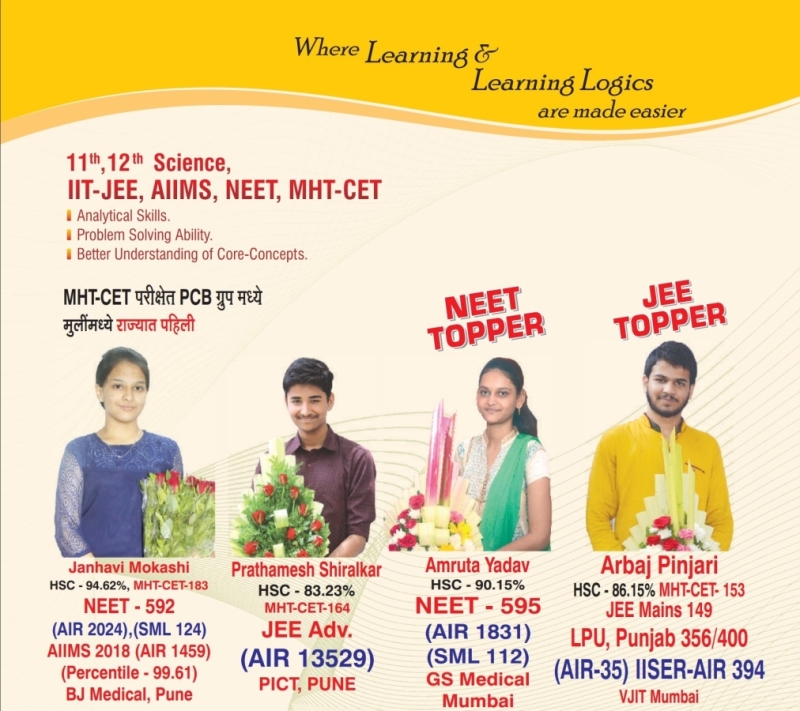 Where Learning &
Learning Logics
are made easier
11th,12th Science,
IIT-JEE, AIIMS, NEET, MHT-CET
Analytical Skills.
Problem Solving Ability.
Better Understanding of Core-Concepts.
MHT-CET परीक्षेत PCB ग्रुप मध्ये
मुलींमध्ये राज्यात पहिली
NEET
TOPPER
JEE
TOPPER
Janhavi Mokashi
HSC - 94.62%, MHT-CET-183
NEET - 592
(AIR 2024),(SML 124)
AIIMS 2018 (AIR 1459)
(Percentile - 99.61)
BJ Medical, Pune
Prathamesh Shiralkar
HSC - 83.23%
MHT-CET-164
JEE Adv.
(AIR 13529)
PICT, PUNE
Amruta Yadav
HSC - 90.15%
NEET - 595
(AIR 1831)
(SML 112)
GS Medical
Mumbai
Arbaj Pinjari
HSC - 86.15% MHT-CET- 153
JEE Mains 149
LPU, Punjab 356/400
(AIR-35) IISER-AIR 394
VJIT Mumbai